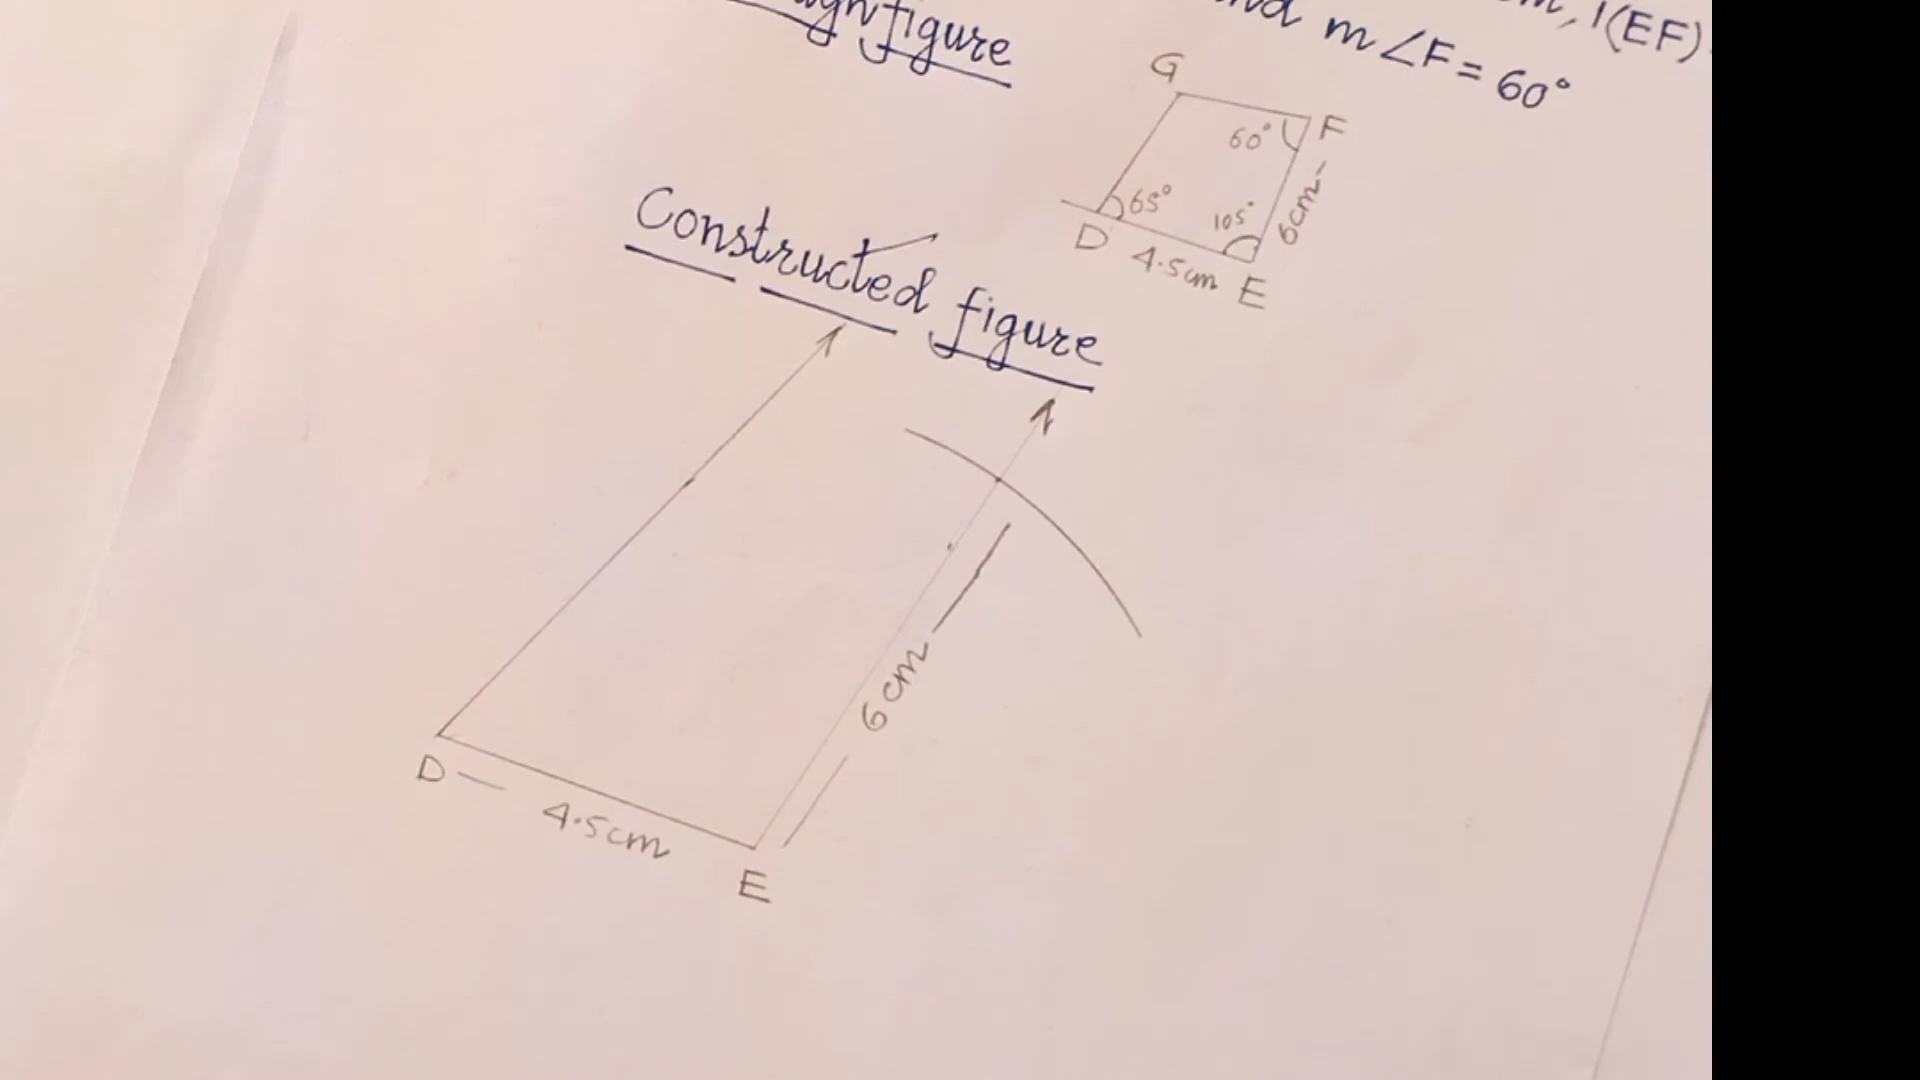 figure
m, l(EF)
m∠F = 60°
G
F
60°
65°
105°
6cm
D
4.5cm
E
Constructed figure
6cm
D
4.5cm
E